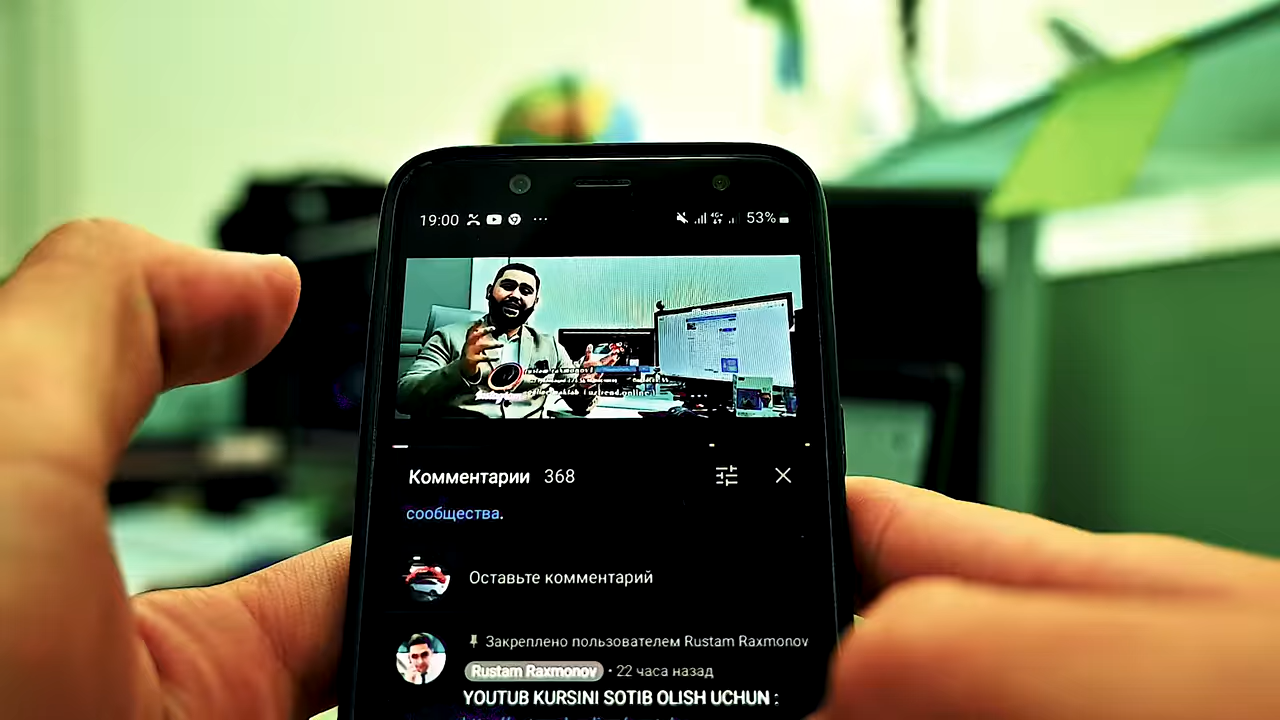 19:00 ... 53%
Комментарии 368
сообщества.
Оставьте комментарий
Закреплено пользователем Rustam Raxmonov
Rustam Raxmonov · 22 часа назад
YOUTUB KURSINI SOTIB OLISH UCHUN :